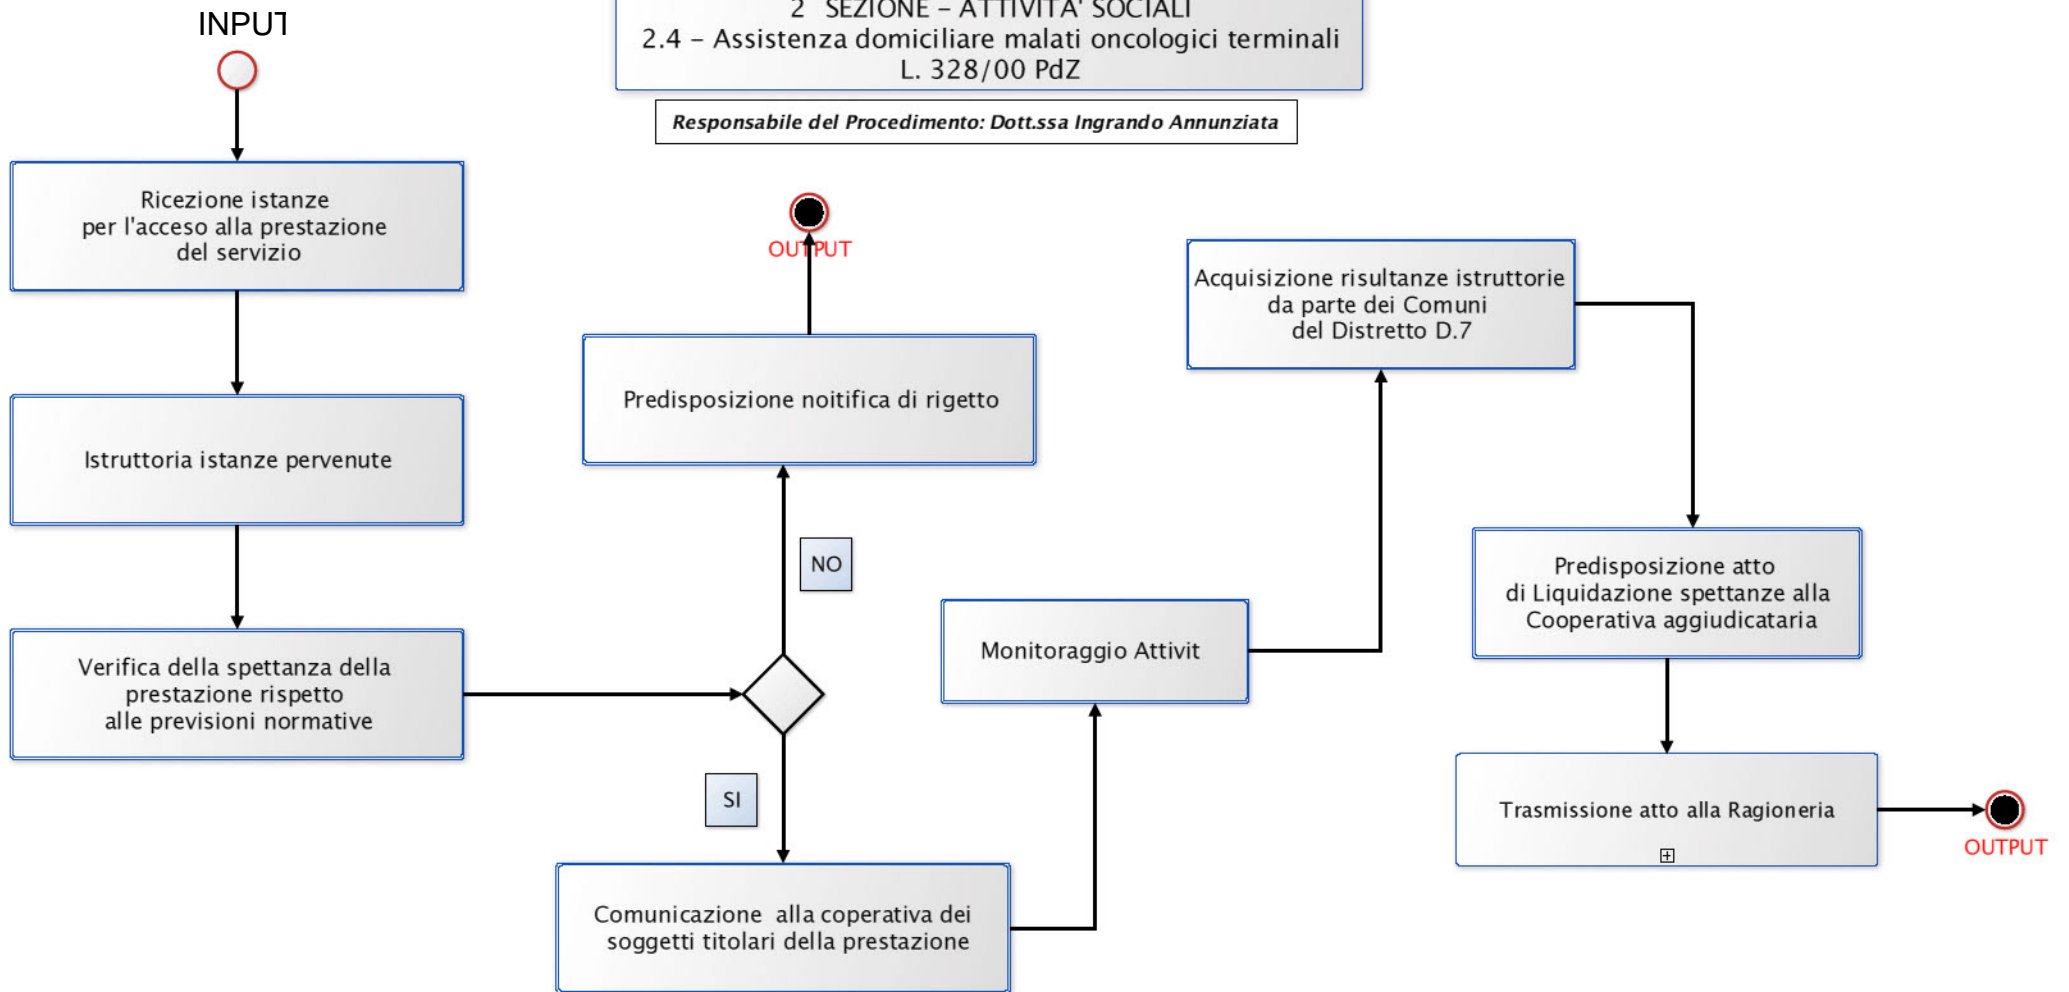 INPUT
2 SEZIONE – ATTIVITA' SOCIALI
2.4 – Assistenza domiciliare malati oncologici terminali
L. 328/00 PdZ
Responsabile del Procedimento: Dott.ssa Ingrando Annunziata
Ricezione istanze
per l'acceso alla prestazione
del servizio
Istruttoria istanze pervenute
Verifica della spettanza della
prestazione rispetto
alle previsioni normative
OUTPUT
Predisposizione noitifica di rigetto
NO
SI
Comunicazione alla coperativa dei
soggetti titolari della prestazione
Monitoraggio Attivit
Acquisizione risultanze istruttorie
da parte dei Comuni
del Distretto D.7
Predisposizione atto
di Liquidazione spettanze alla
Cooperativa aggiudicataria
Trasmissione atto alla Ragioneria
OUTPUT